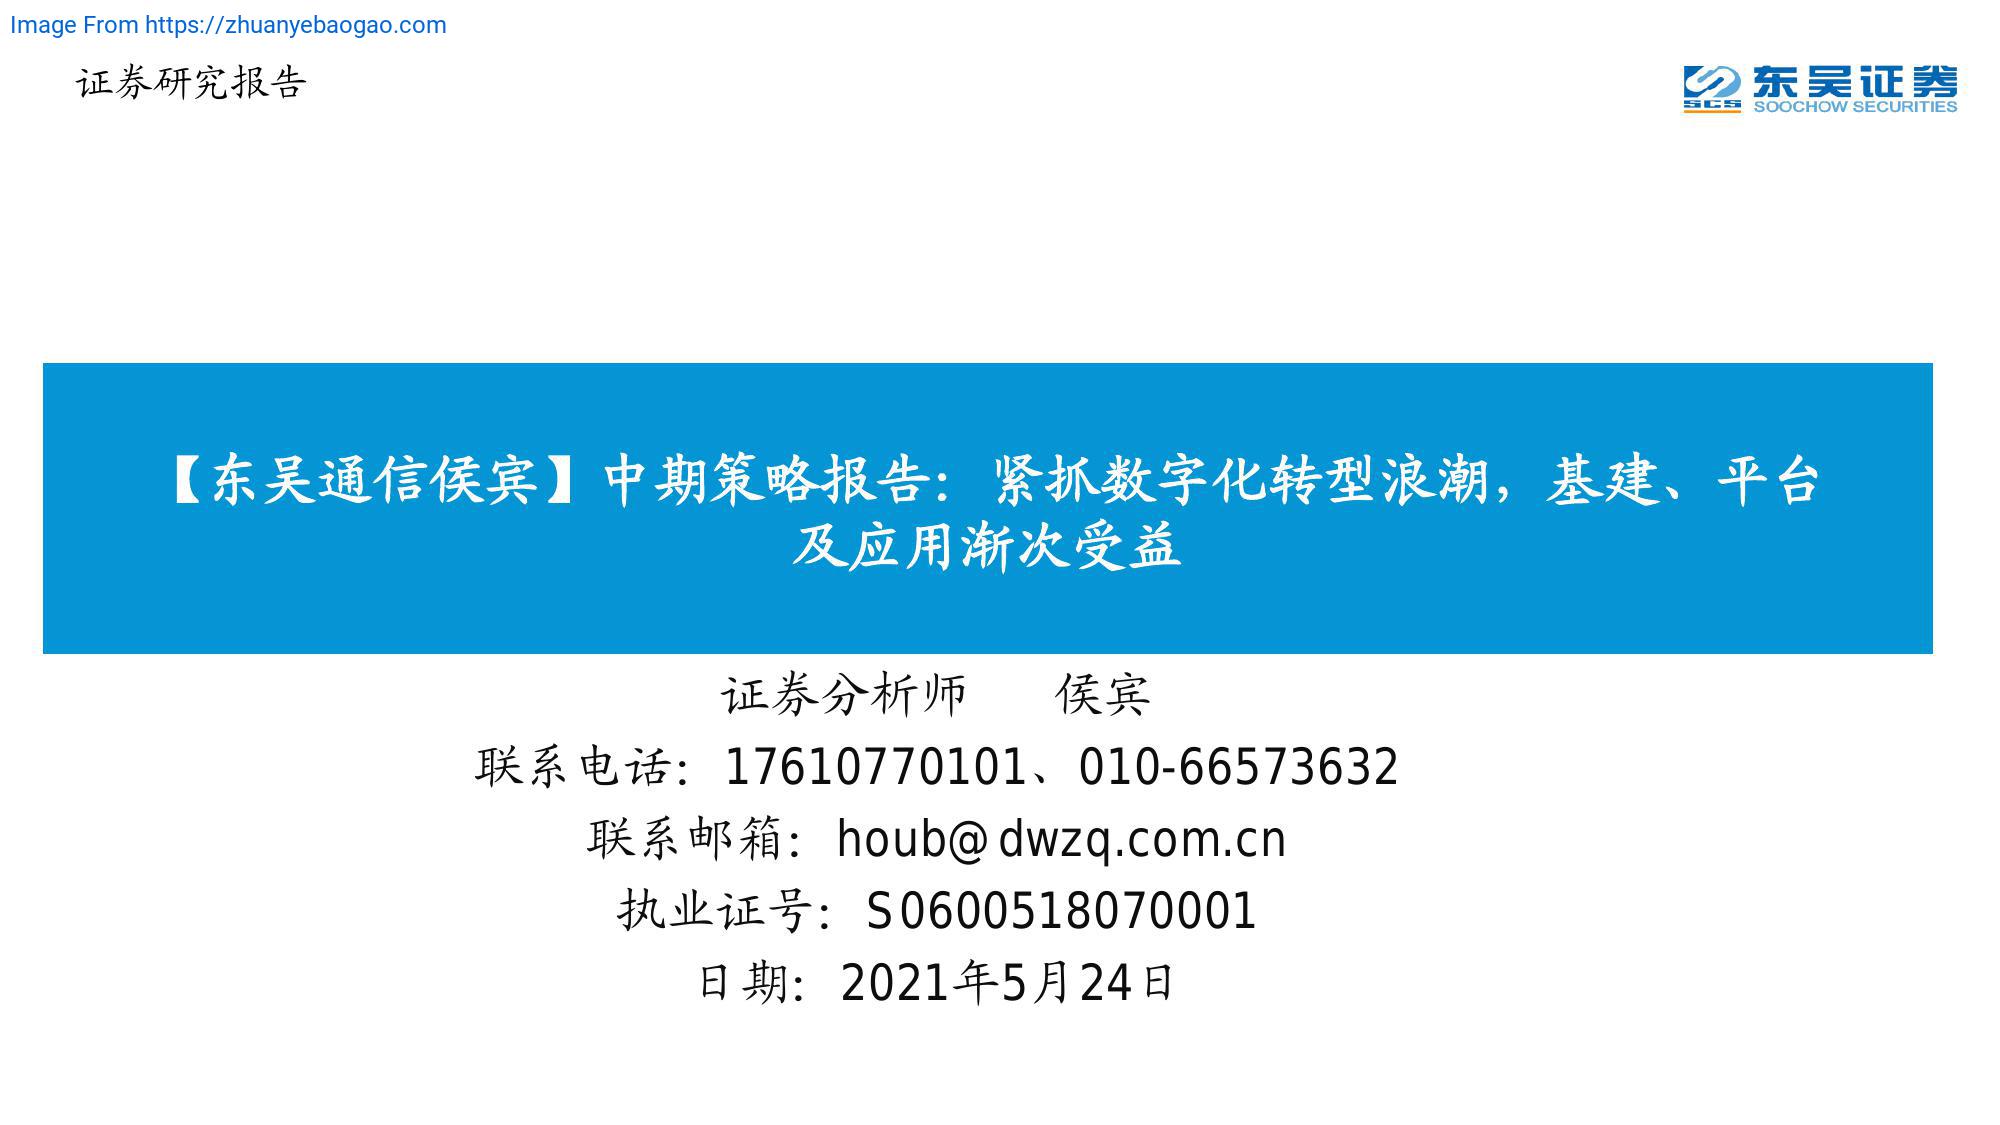 Image From https://zhuanyebaogao.com
证券研究报告
SCS 东吴证券
SOOCHOW SECURITIES
【东吴通信侯宾】中期策略报告：紧抓数字化转型浪潮，基建、平台
及应用渐次受益
证券分析师 侯宾
联系电话：17610770101、010-66573632
联系邮箱：houb@dwzq.com.cn
执业证号：S0600518070001
日期：2021年5月24日